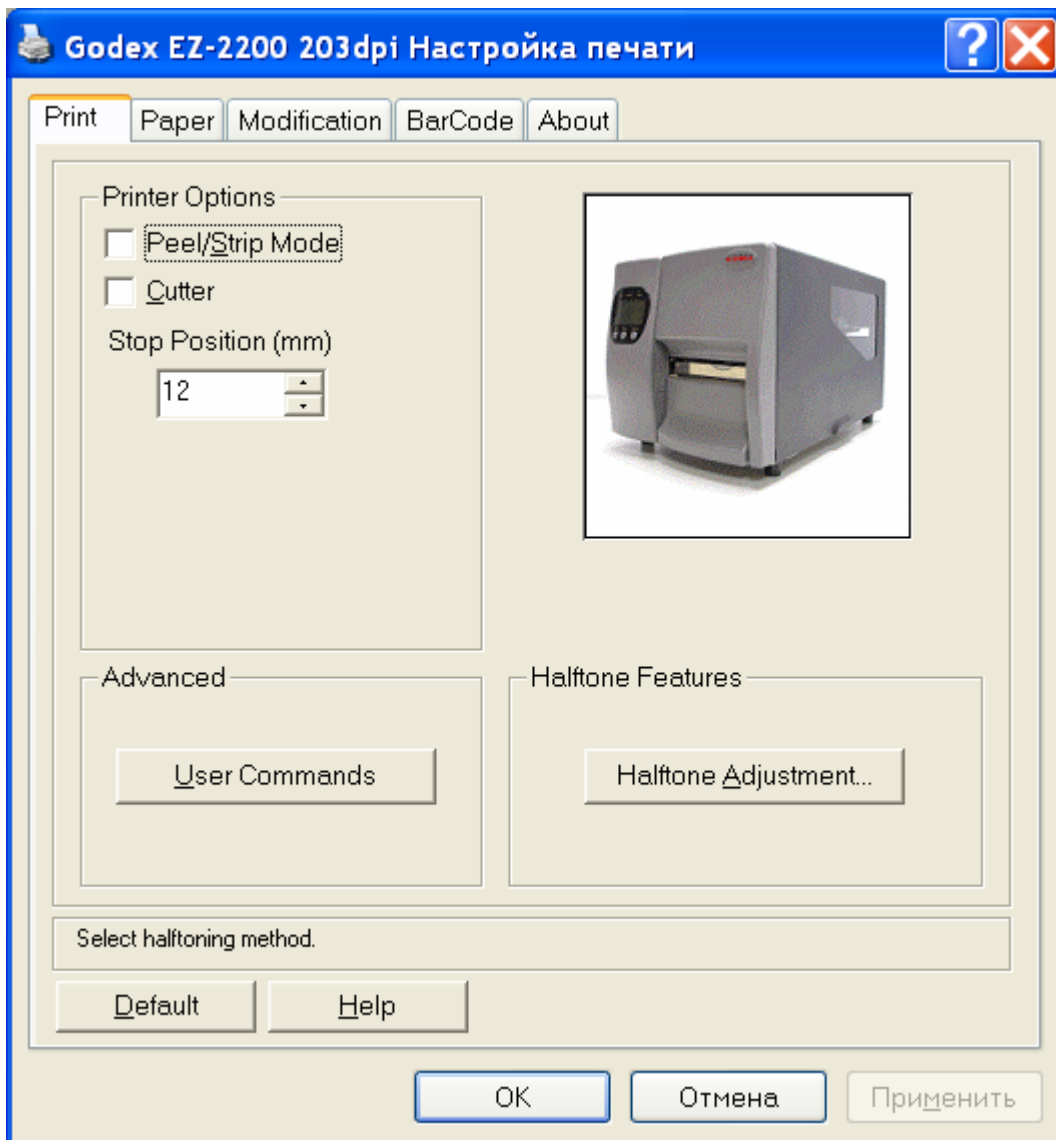 Godex EZ-2200 203dpi Настройка печати
Print Paper Modification BarCode About
Printer Options
Peel/Strip Mode
Cutter
Stop Position (mm)
12
Advanced
Halftone Features
User Commands
Halftone Adjustment...
Select halftoning method.
Default Help
OK Отмена Применить